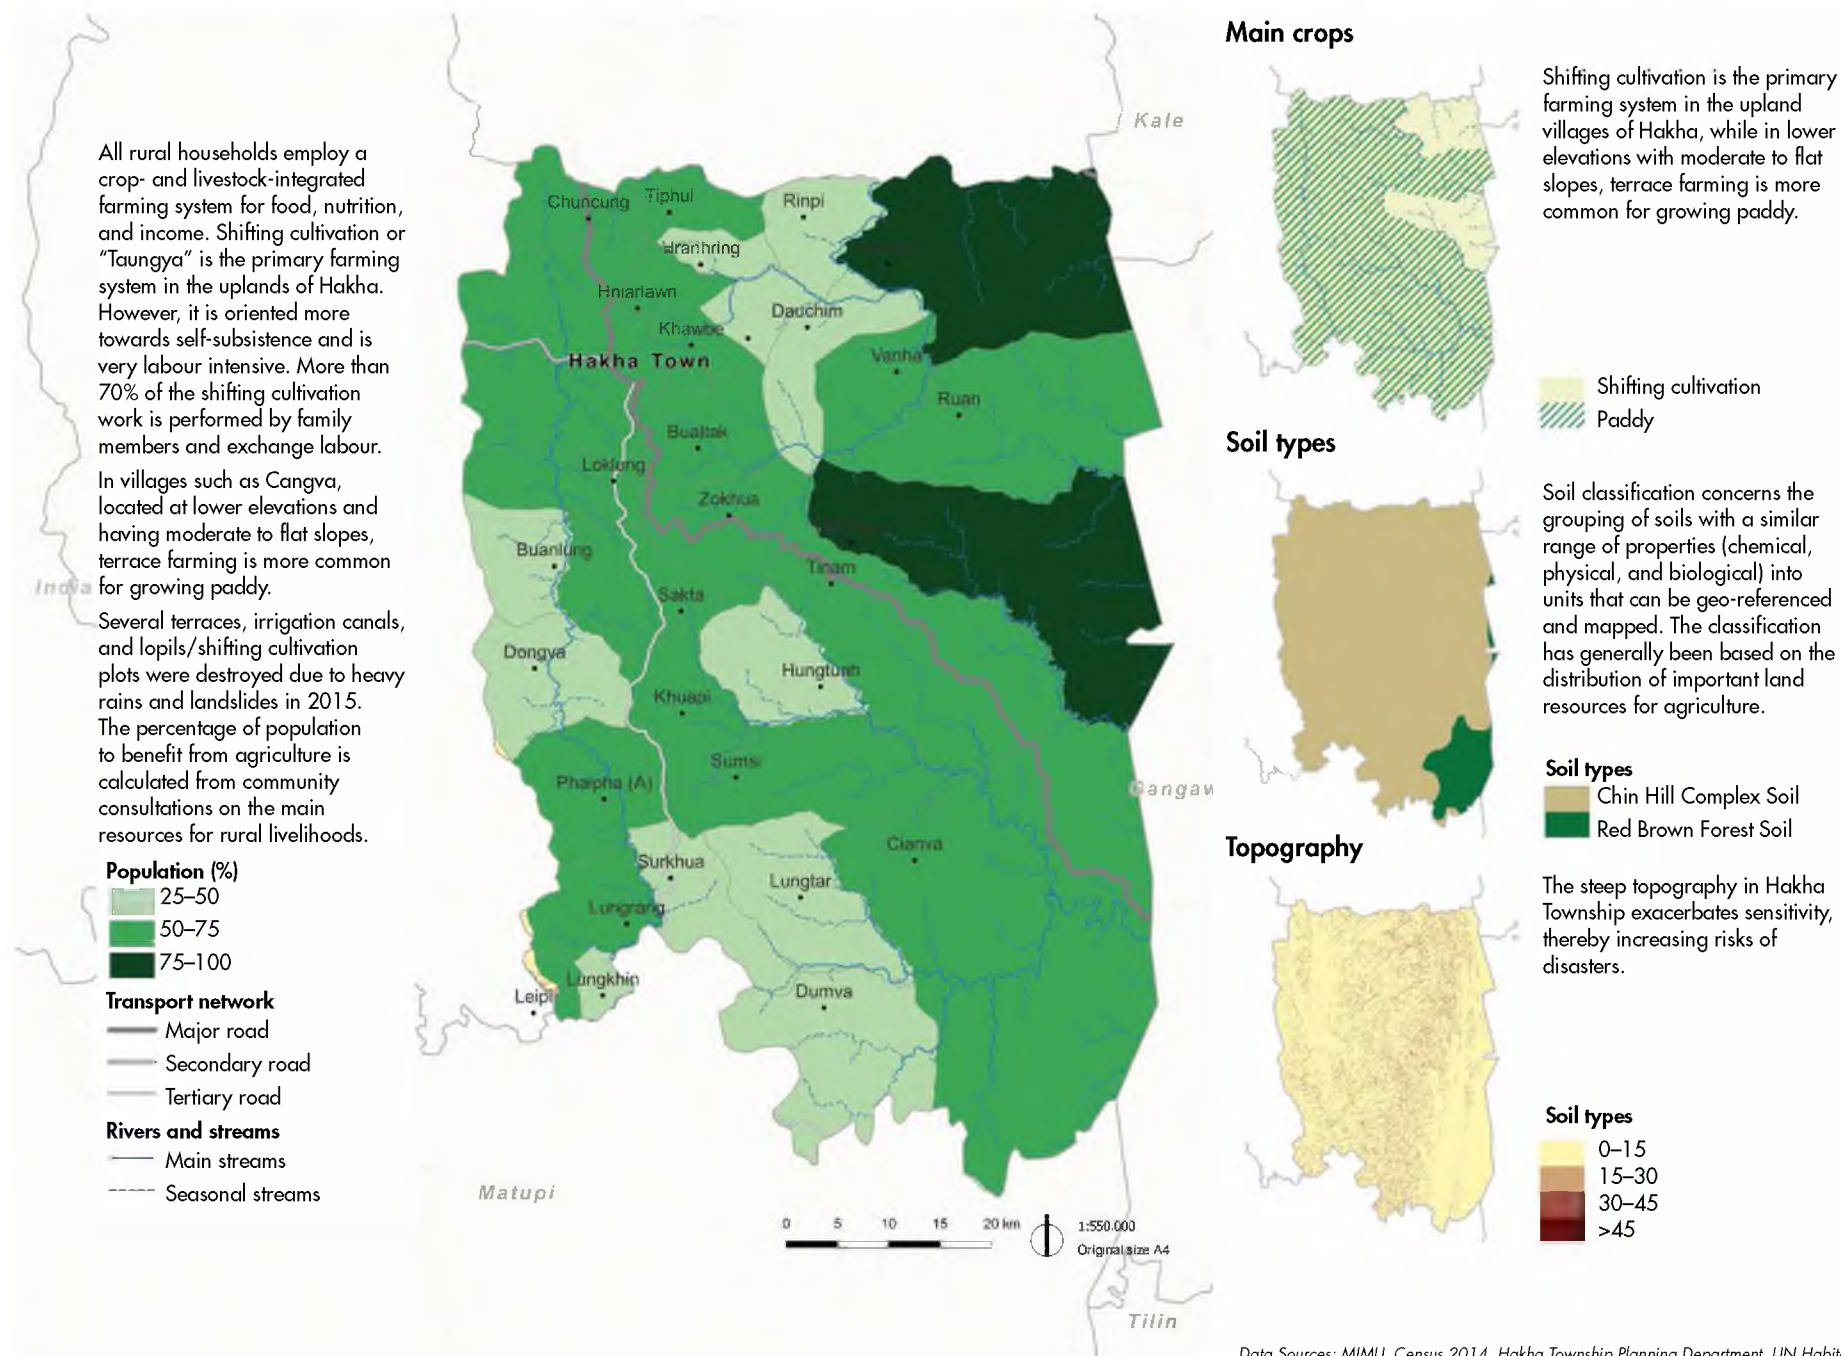 All rural households employ a
crop- and livestock-integrated
farming system for food, nutrition,
and income. Shifting cultivation or
“Taungya” is the primary farming
system in the uplands of Hakha.
However, it is oriented more
towards self-subsistence and is
very labour intensive. More than
70% of the shifting cultivation
work is performed by family
members and exchange labour.
In villages such as Cangva,
located at lower elevations and
having moderate to flat slopes,
terrace farming is more common
for growing paddy.
Several terraces, irrigation canals,
and lopils/shifting cultivation
plots were destroyed due to heavy
rains and landslides in 2015.
The percentage of population
to benefit from agriculture is
calculated from community
consultations on the main
resources for rural livelihoods.
Population (%)
25–50
50–75
75–100
Transport network
Major road
Secondary road
Tertiary road
Rivers and streams
Main streams
Seasonal streams
India
Kale
Chuncung
Tiphul
Rinpi
Hranhring
Hniarlawn
Dauchim
Khawbe
Hakha Town
Vanha
Ruan
Bualtak
Loklung
Zokhua
Buanlung
Tinam
Sakta
Dongva
Hungtunh
Khuapi
Sumsi
Phaipha (A)
Gangaw
Cianva
Surkhua
Lungtar
Lungrang
Lungkhin
Leipi
Dumva
Matupi
0 5 10 15 20 km
1:550.000
Original size A4
Tilin
Main crops
Shifting cultivation is the primary
farming system in the upland
villages of Hakha, while in lower
elevations with moderate to flat
slopes, terrace farming is more
common for growing paddy.
Shifting cultivation
Paddy
Soil types
Soil classification concerns the
grouping of soils with a similar
range of properties (chemical,
physical, and biological) into
units that can be geo-referenced
and mapped. The classification
has generally been based on the
distribution of important land
resources for agriculture.
Soil types
Chin Hill Complex Soil
Red Brown Forest Soil
Topography
The steep topography in Hakha
Township exacerbates sensitivity,
thereby increasing risks of
disasters.
Soil types
0–15
15–30
30–45
>45
Data Sources: MIMU, Census 2014, Hakha Township Planning Department, UN Habit